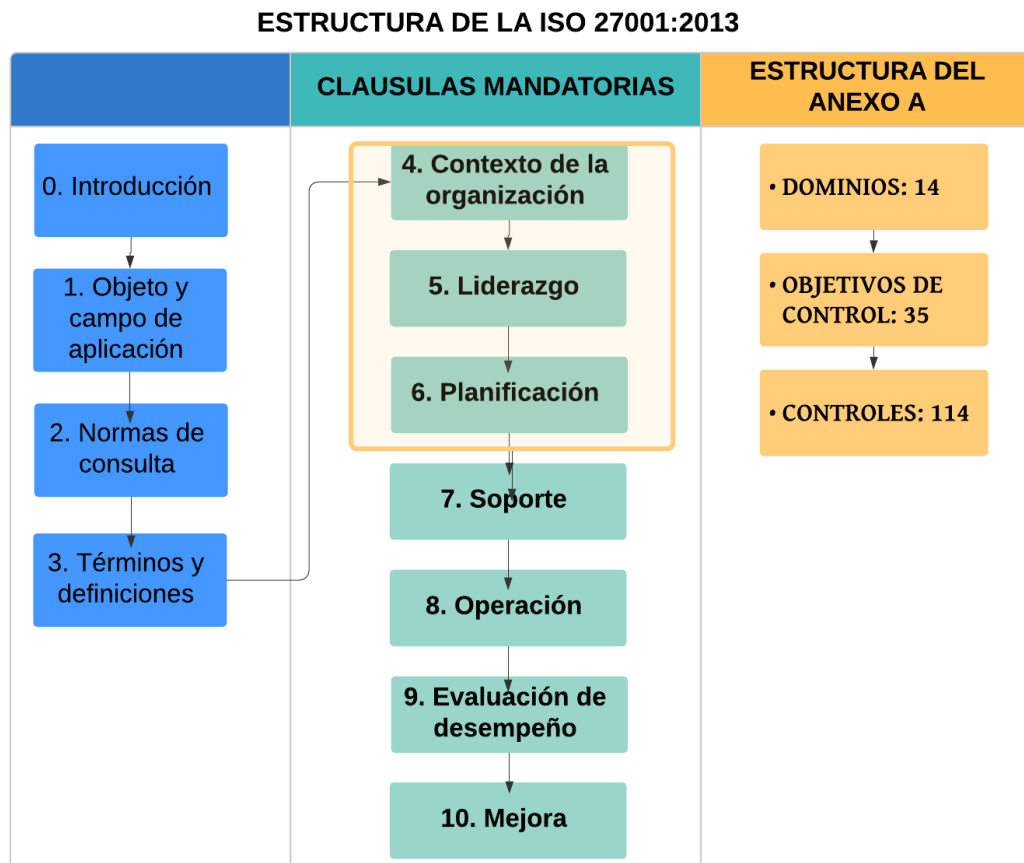 ESTRUCTURA DE LA ISO 27001:2013
CLAUSULAS MANDATORIAS
ESTRUCTURA DEL
ANEXO A
0. Introducción
1. Objeto y
campo de
aplicación
2. Normas de
consulta
3. Términos y
definiciones
4. Contexto de la
organización
5. Liderazgo
6. Planificación
7. Soporte
8. Operación
9. Evaluación de
desempeño
10. Mejora
• DOMINIOS: 14
• OBJETIVOS DE
CONTROL: 35
• CONTROLES: 114